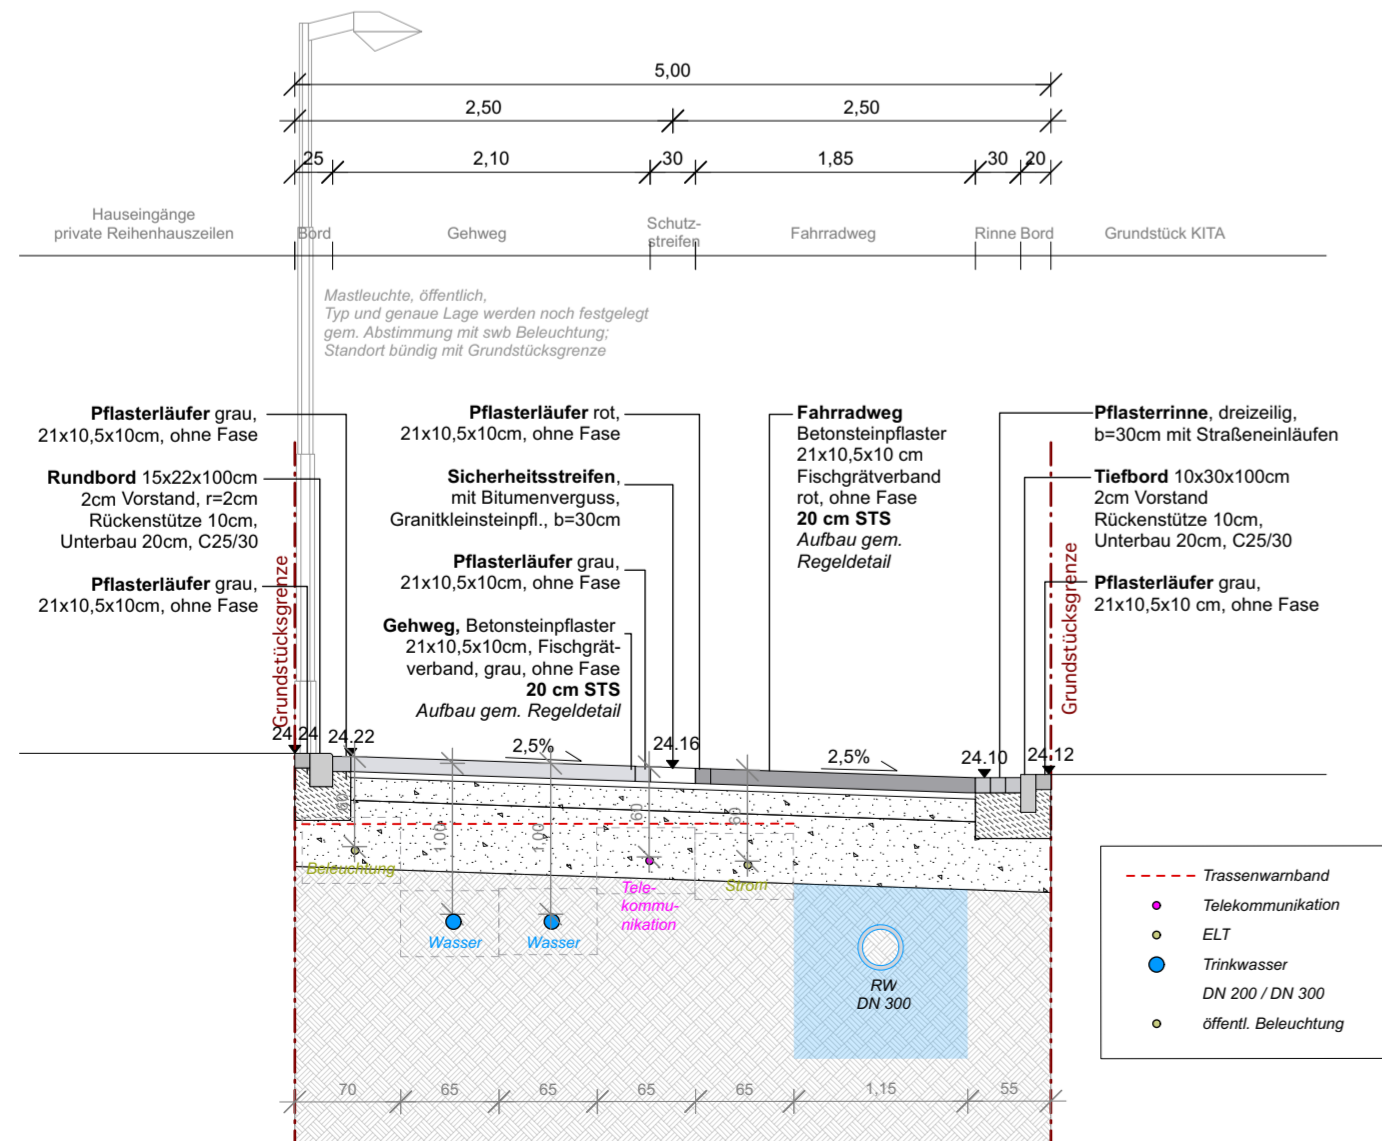 5,00
2,50
2,50
25
2,10
30
1,85
30
20
Hauseingänge
private Reihenhauszeilen
Bord
Gehweg
Schutz-
streifen
Fahrradweg
Rinne
Bord
Grundstück KITA
Mastleuchte, öffentlich,
Typ und genaue Lage werden noch festgelegt
gem. Abstimmung mit swb Beleuchtung;
Standort bündig mit Grundstücksgrenze
Pflasterläufer grau,
21x10,5x10cm, ohne Fase
Rundbord 15x22x100cm
2cm Vorstand, r=2cm
Rückenstütze 10cm,
Unterbau 20cm, C25/30
Pflasterläufer grau,
21x10,5x10cm, ohne Fase
Grundstücksgrenze
Pflasterläufer rot,
21x10,5x10cm, ohne Fase
Sicherheitsstreifen,
mit Bitumenverguss,
Granitkleinsteinpfl., b=30cm
Pflasterläufer grau,
21x10,5x10cm, ohne Fase
Gehweg, Betonsteinpflaster
21x10,5x10cm, Fischgrät-
verband, grau, ohne Fase
20 cm STS
Aufbau gem. Regeldetail
Fahrradweg
Betonsteinpflaster
21x10,5x10 cm
Fischgrätverband
rot, ohne Fase
20 cm STS
Aufbau gem.
Regeldetail
Pflasterrinne, dreizeilig,
b=30cm mit Straßeneinläufen
Tiefbord 10x30x100cm
2cm Vorstand
Rückenstütze 10cm,
Unterbau 20cm, C25/30
Pflasterläufer grau,
21x10,5x10 cm, ohne Fase
Grundstücksgrenze
24.24
24.22
2,5%
24.16
2,5%
24.10
24.12
60
1,00
1,00
60
60
Beleuchtung
Wasser
Wasser
Tele-
kommu-
nikation
Strom
RW
DN 300
Trassenwarnband
Telekommunikation
ELT
Trinkwasser
DN 200 / DN 300
öffentl. Beleuchtung
70
65
65
65
65
1,15
55